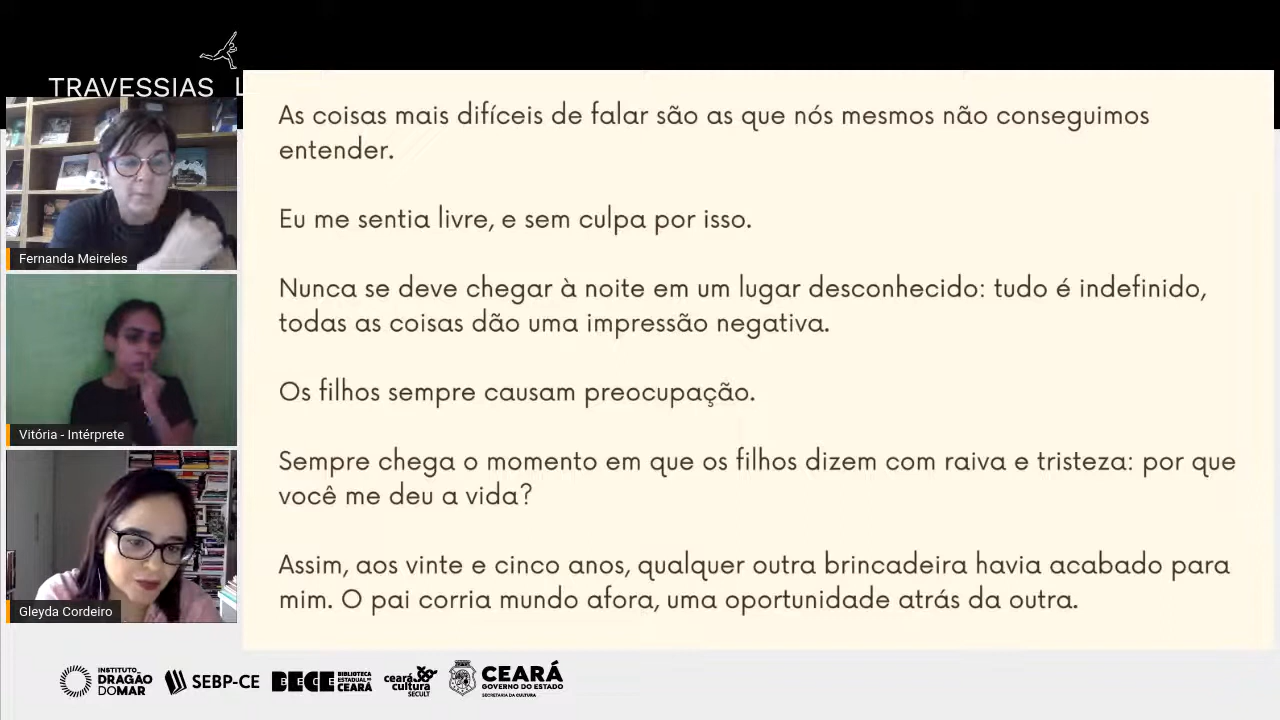 TRAVESSIAS L
As coisas mais difíceis de falar são as que nós mesmos não conseguimos
entender.
Eu me sentia livre, e sem culpa por isso.
Nunca se deve chegar à noite em um lugar desconhecido: tudo é indefinido,
todas as coisas dão uma impressão negativa.
Os filhos sempre causam preocupação.
Sempre chega o momento em que os filhos dizem com raiva e tristeza: por que
você me deu a vida?
Assim, aos vinte e cinco anos, qualquer outra brincadeira havia acabado para
mim. O pai corria mundo afora, uma oportunidade atrás da outra.
Fernanda Meireles
Vitória - Intérprete
Gleyda Cordeiro
INSTITUTO
DRAGÃO
DO MAR
SEBP-CE
BECE
BIBLIOTECA
ESTADUAL DO
CEARÁ
ceará
cultura
SECULT
CEARÁ
GOVERNO DO ESTADO
SECRETARIA DA CULTURA